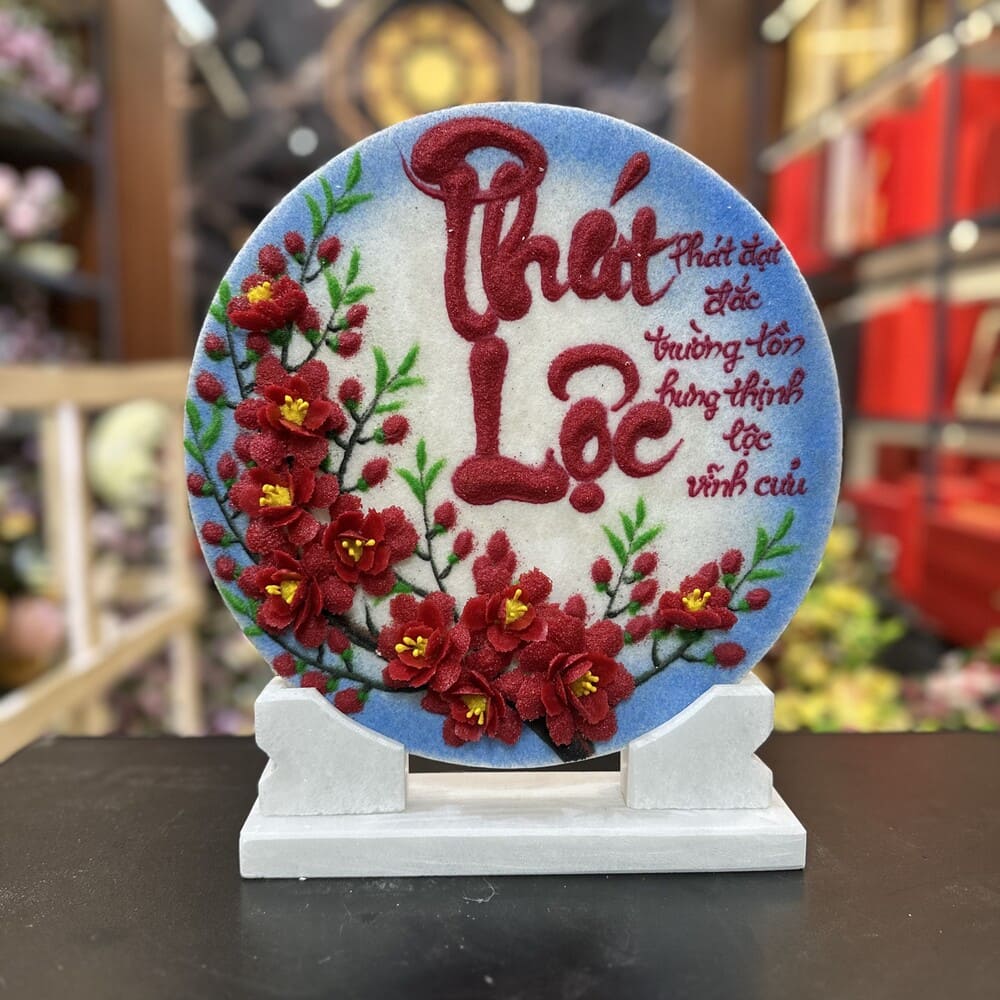 Phát
Lộc
Phát đạt
đắc
trường tồn
hưng thịnh
lộc
vĩnh cửu